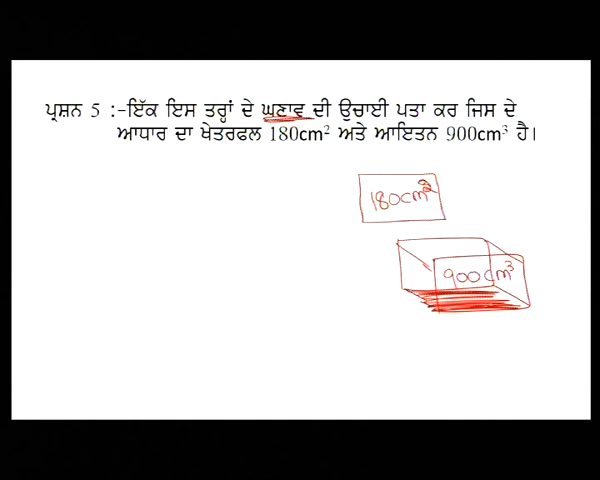 ਪ੍ਰਸ਼ਨ 5 :-ਇੱਕ ਇਸ ਤਰ੍ਹਾਂ ਦੇ ਘਣਾਵ ਦੀ ਉਚਾਈ ਪਤਾ ਕਰ ਜਿਸ ਦੇ
ਆਧਾਰ ਦਾ ਖੇਤਰਫਲ 180cm² ਅਤੇ ਆਇਤਨ 900cm³ ਹੈ।
180cm²
900cm³